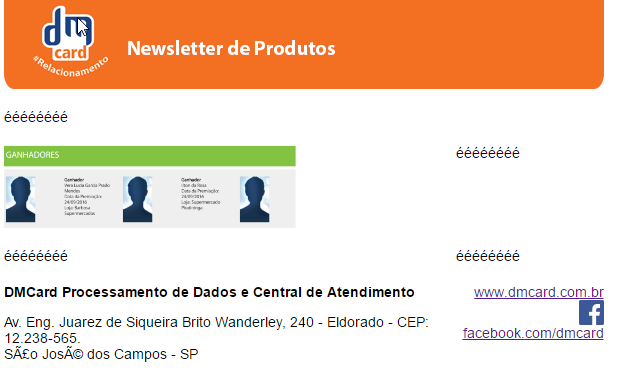 dm
card
#Relacionamento
Newsletter de Produtos
éééééééé
GANHADORES
éééééééé
Ganhador
Vera Lucia Garcia Prado
Mendes
Data da Premiação:
24/09/2016
Loja: Barbosa
Supermercados
Ganhador
Itton da Rosa
Data da Premiação:
24/09/2016
Loja: Supermercado
Piratininga
éééééééé
éééééééé
DMCard Processamento de Dados e Central de Atendimento
www.dmcard.com.br
f
Av. Eng. Juarez de Siqueira Brito Wanderley, 240 - Eldorado - CEP:
12.238-565.
facebook.com/dmcard
SÃ£o JosÃ© dos Campos - SP